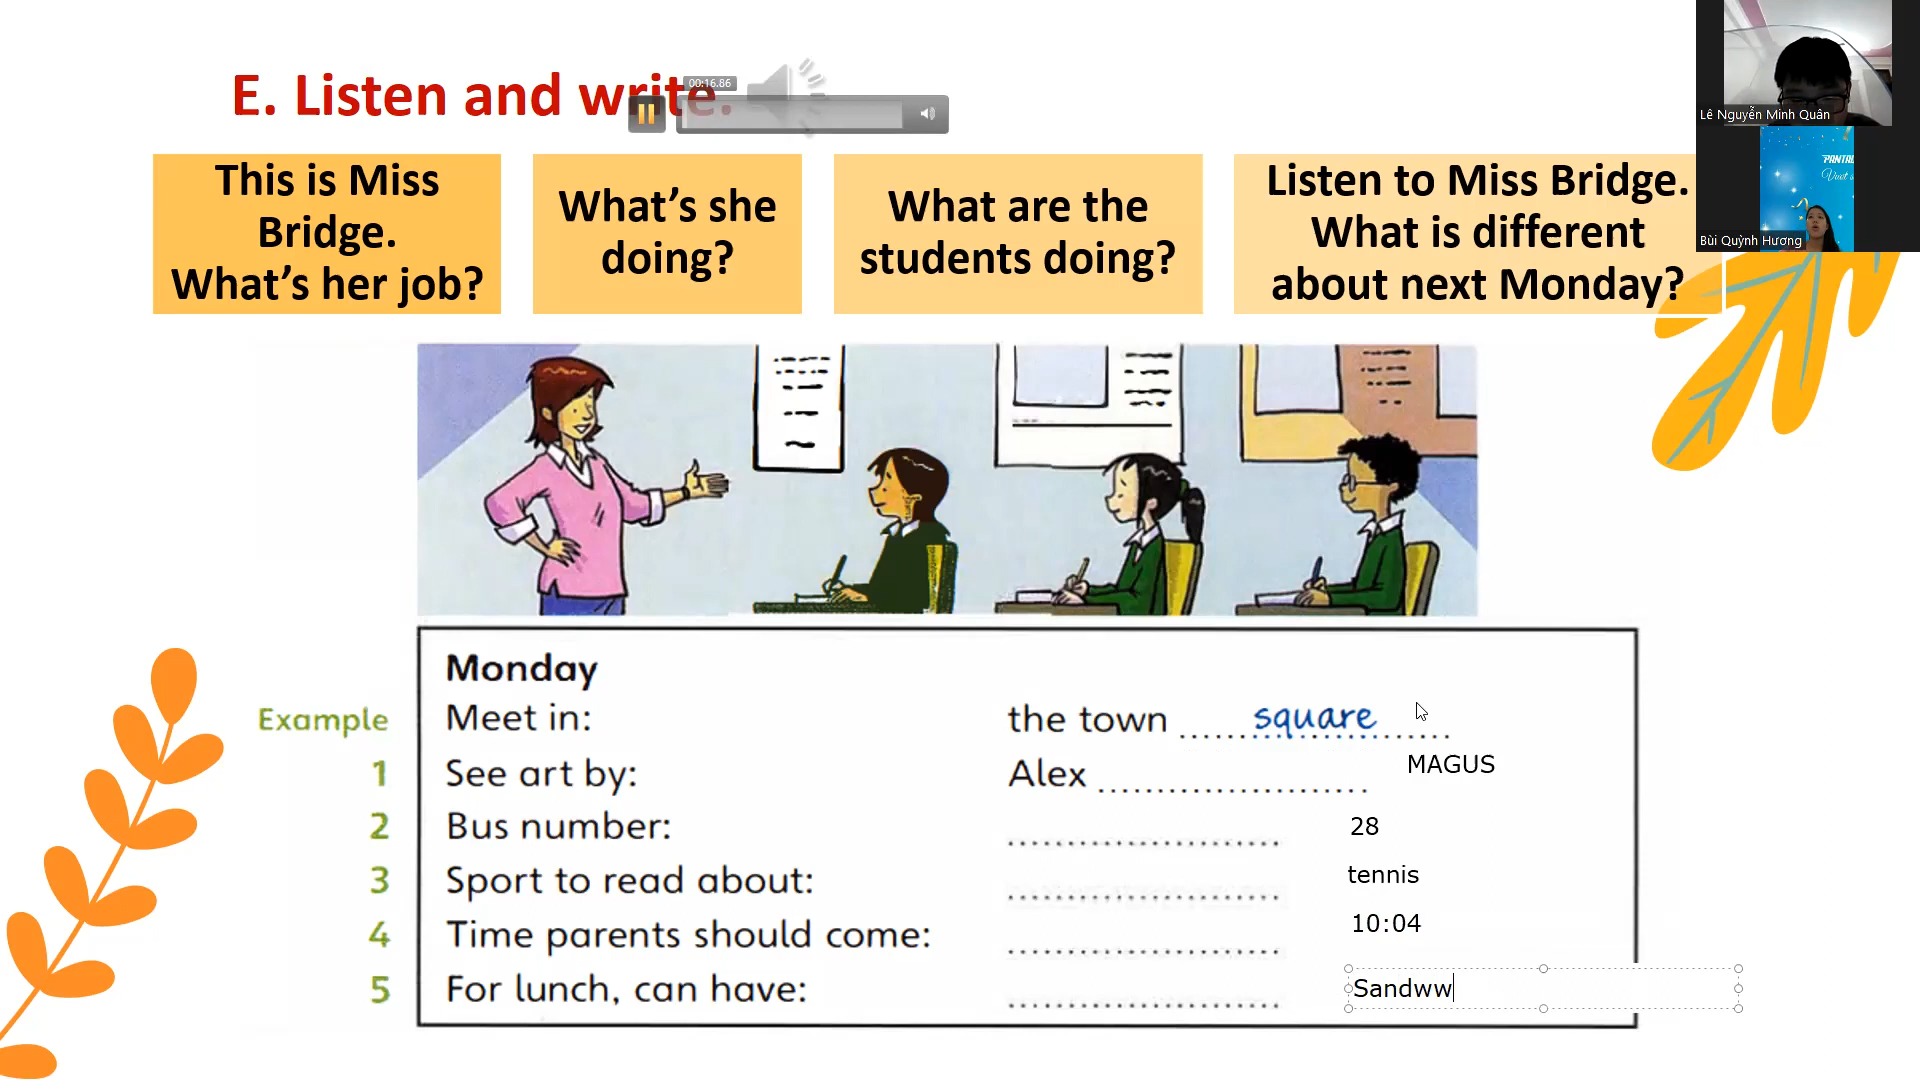 E. Listen and write.
00:16.86
This is Miss
Bridge.
What's her job?
What's she
doing?
What are the
students doing?
Listen to Miss Bridge.
What is different
about next Monday?
Lê Nguyễn Minh Quân
Bùi Quỳnh Hương
Monday
Example Meet in: the town square
1 See art by: Alex MAGUS
2 Bus number: 28
3 Sport to read about: tennis
4 Time parents should come: 10:04
5 For lunch, can have: Sandww